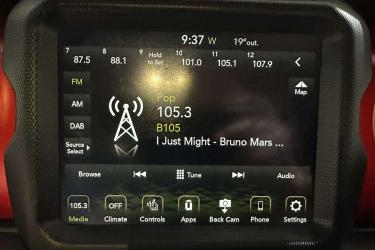 9:37 W 19°out.
7 8 9 10 11 12
87.5 88.1 Hold to Set 101.0 105.1 107.9
FM
AM
DAB
Source Select
Map
Pop
105.3
B105
I Just Might - Bruno Mars ...
Browse Tune Audio
105.3 OFF
Media Climate Controls Apps Back Cam Phone Settings